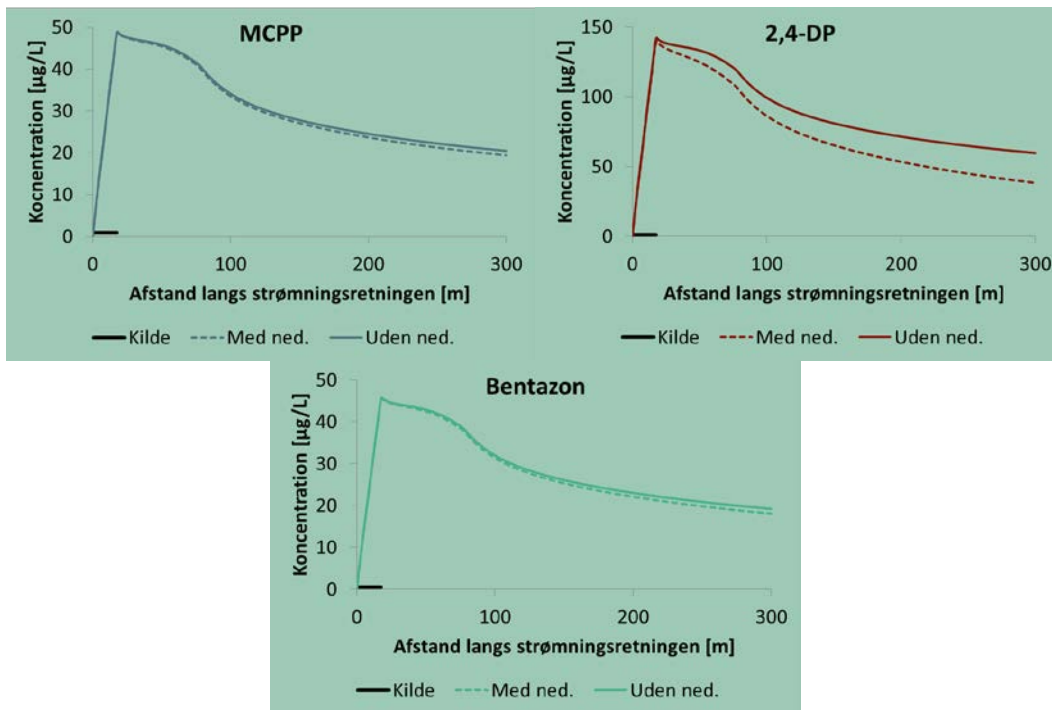 MCPP
Kocnentration [µg/L]
50
40
30
20
10
0
0 100 200 300
Afstand langs strømningsretningen [m]
Kilde Med ned. Uden ned.
2,4-DP
Koncentration [µg/L]
150
100
50
0
0 100 200 300
Afstand langs strømningsretningen [m]
Kilde Med ned. Uden ned.
Bentazon
Koncentration [µg/L]
50
40
30
20
10
0
0 100 200 300
Afstand langs strømningsretningen [m]
Kilde Med ned. Uden ned.